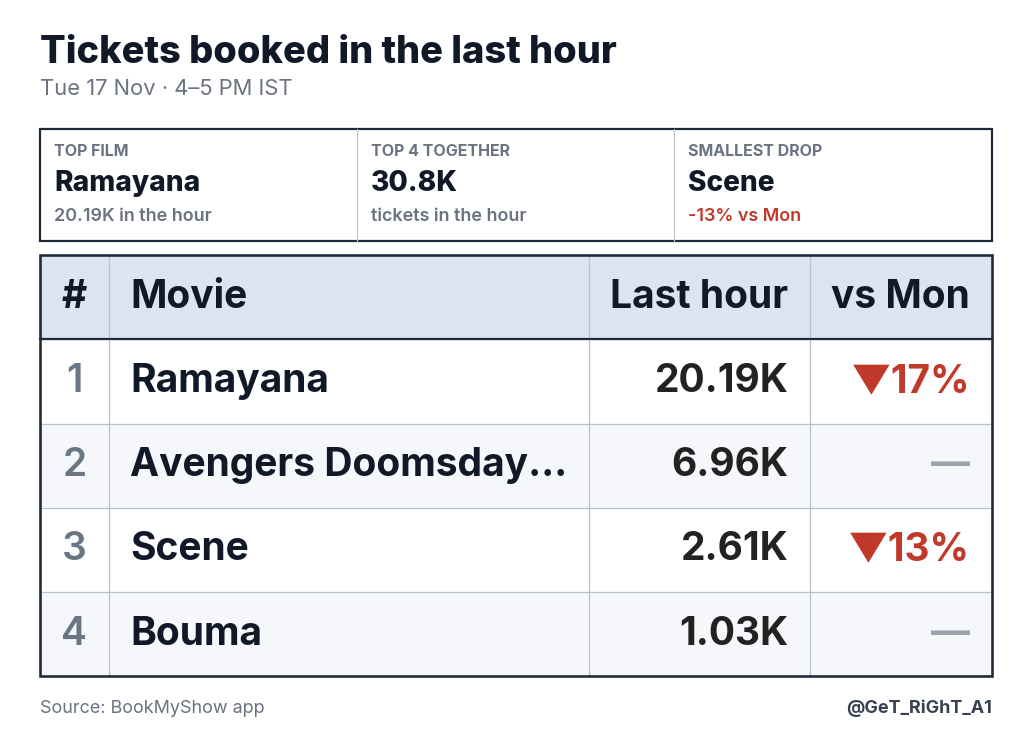 Tickets booked in the last hour
Tue 17 Nov · 4–5 PM IST
TOP FILM
Ramayana
20.19K in the hour
TOP 4 TOGETHER
30.8K
tickets in the hour
SMALLEST DROP
Scene
-13% vs Mon
# Movie Last hour vs Mon
1 Ramayana 20.19K ▼17%
2 Avengers Doomsday... 6.96K —
3 Scene 2.61K ▼13%
4 Bouma 1.03K —
Source: BookMyShow app @GeT_RiGhT_A1